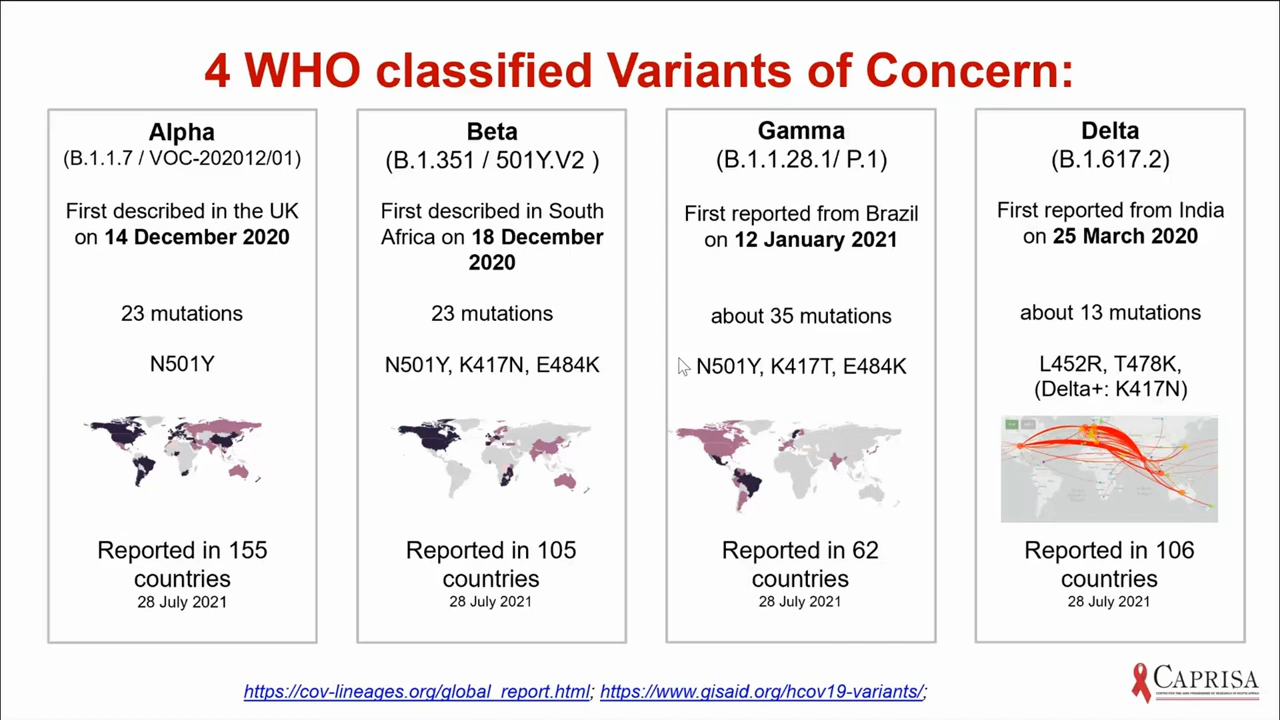 4 WHO classified Variants of Concern:
Alpha
(B.1.1.7 / VOC-202012/01)
First described in the UK
on 14 December 2020
23 mutations
N501Y
Reported in 155
countries
28 July 2021
Beta
(B.1.351 / 501Y.V2 )
First described in South
Africa on 18 December
2020
23 mutations
N501Y, K417N, E484K
Reported in 105
countries
28 July 2021
Gamma
(B.1.1.28.1/ P.1)
First reported from Brazil
on 12 January 2021
about 35 mutations
N501Y, K417T, E484K
Reported in 62
countries
28 July 2021
Delta
(B.1.617.2)
First reported from India
on 25 March 2020
about 13 mutations
L452R, T478K,
(Delta+: K417N)
Reported in 106
countries
28 July 2021
https://cov-lineages.org/global_report.html; https://www.gisaid.org/hcov19-variants/;
CAPRISA